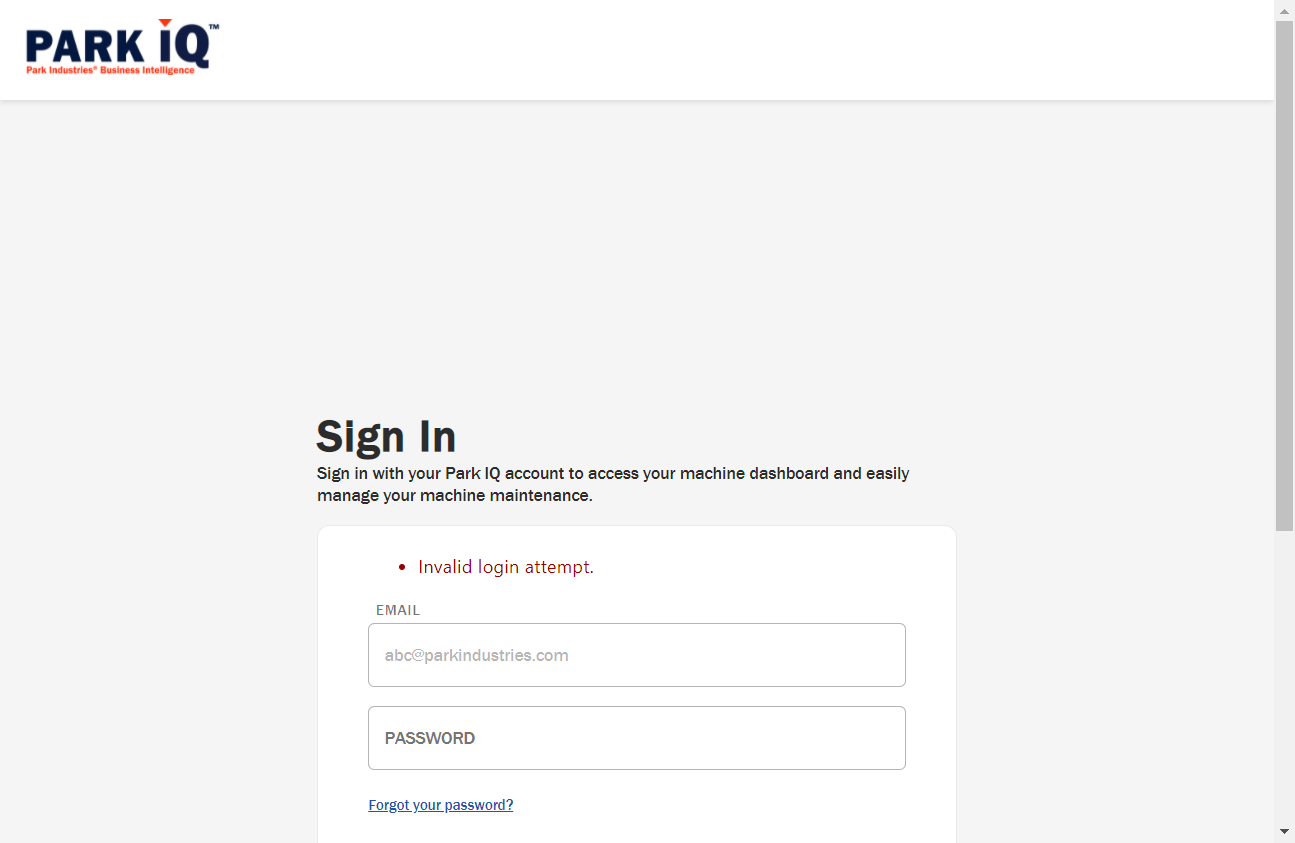 PARK iQ™
Park Industries® Business Intelligence
Sign In
Sign in with your Park IQ account to access your machine dashboard and easily
manage your machine maintenance.
Invalid login attempt.
EMAIL
abc@parkindustries.com
PASSWORD
Forgot your password?